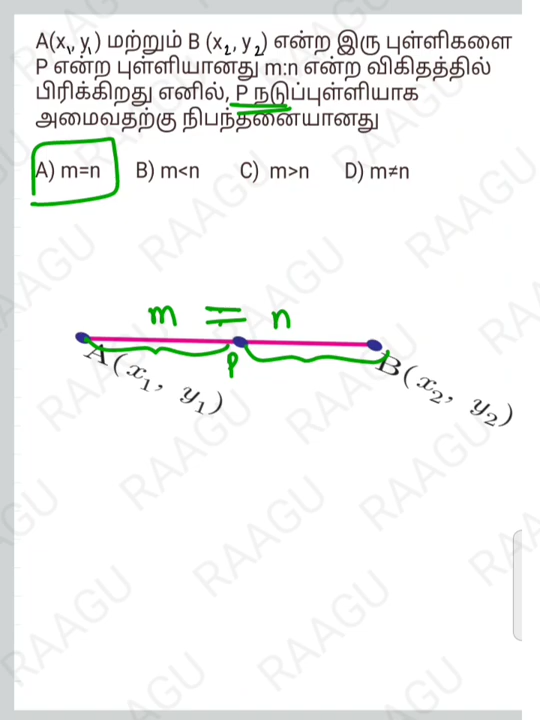 A(x₁, y₁) மற்றும் B (x₂, y₂) என்ற இரு புள்ளிகளை
P என்ற புள்ளியானது m:n என்ற விகிதத்தில்
பிரிக்கிறது எனில், P நடுப்புள்ளியாக
அமைவதற்கு நிபந்தனையானது
A) m=n B) m<n C) m>n D) m≠n
m = n
P
A(x₁, y₁)
B(x₂, y₂)
RAAGU